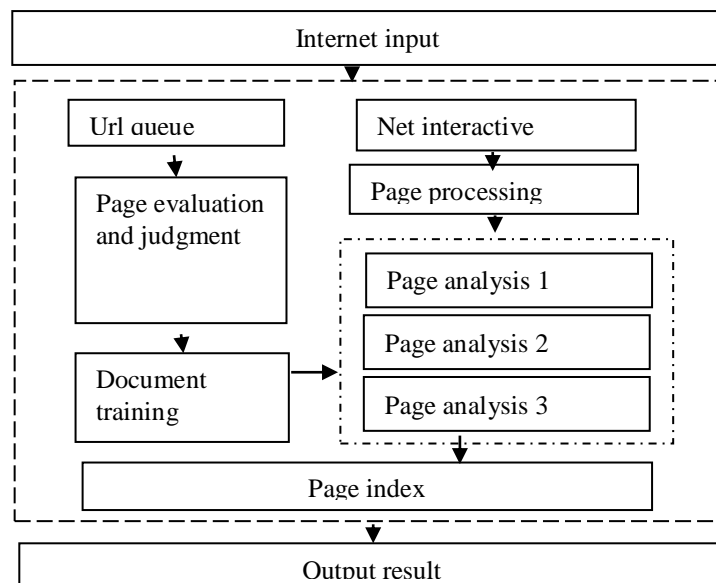 Internet input
Url queue
Net interactive
Page evaluation
and judgment
Page processing
Page analysis 1
Page analysis 2
Document
training
Page analysis 3
Page index
Output result